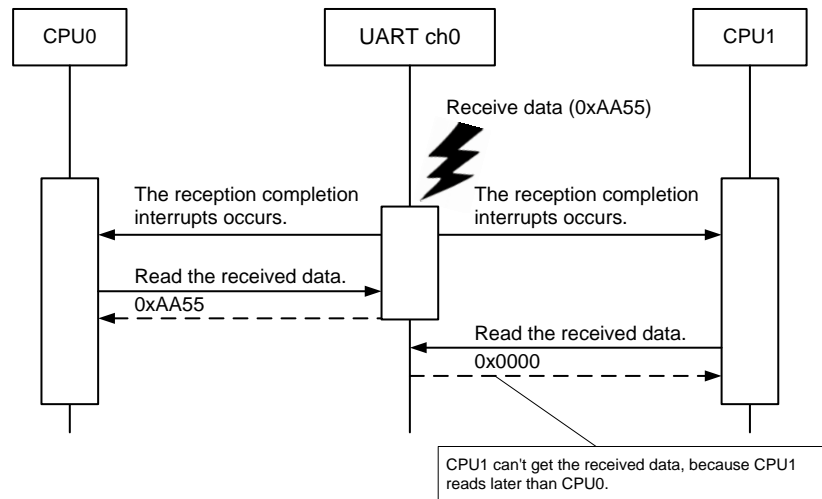 CPU0
UART ch0
CPU1
Receive data (0xAA55)
The reception completion
interrupts occurs.
The reception completion
interrupts occurs.
Read the received data.
0xAA55
Read the received data.
0x0000
CPU1 can't get the received data, because CPU1
reads later than CPU0.